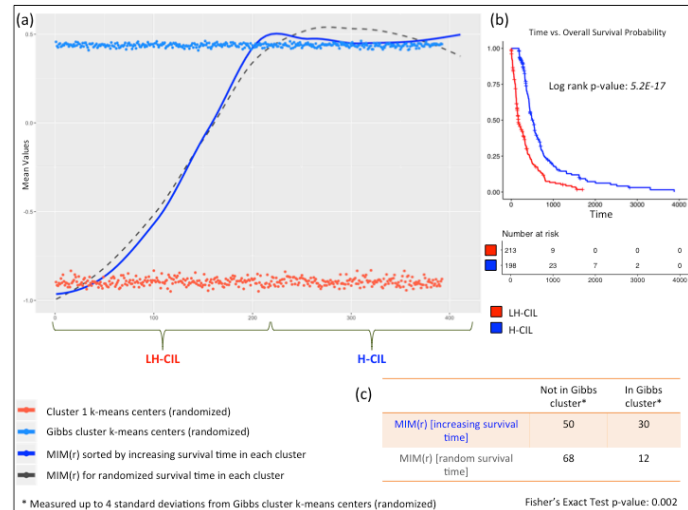 (a)
0.5
0.0
-0.5
-1.0
Mean Values
0
100
200
300
400
LH-CIL
H-CIL
Cluster 1 k-means centers (randomized)
Gibbs cluster k-means centers (randomized)
MIM(r) sorted by increasing survival time in each cluster
MIM(r) for randomized survival time in each cluster
* Measured up to 4 standard deviations from Gibbs cluster k-means centers (randomized)
(b)
Time vs. Overall Survival Probability
Log rank p-value: 5.2E-17
1.00
0.75
0.50
0.25
0.00
0 1000 2000 3000 4000
Time
Number at risk
213 9 0 0 0
198 23 7 2 0
0 1000 2000 3000 4000
LH-CIL
H-CIL
(c)
Not in Gibbs In Gibbs
cluster* cluster*
MIM(r) [increasing survival
time] 50 30
MIM(r) [random survival
time] 68 12
Fisher's Exact Test p-value: 0.002